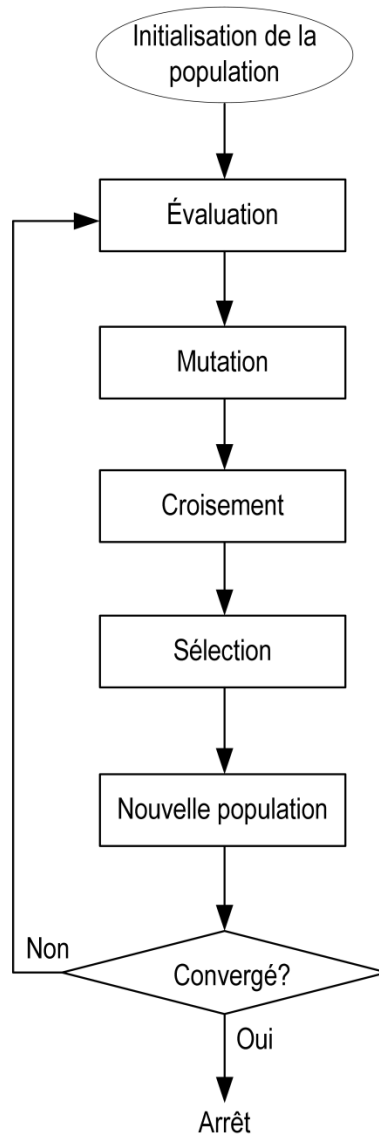 Initialisation de la
population
Évaluation
Mutation
Croisement
Sélection
Nouvelle population
Non
Convergé?
Oui
Arrêt